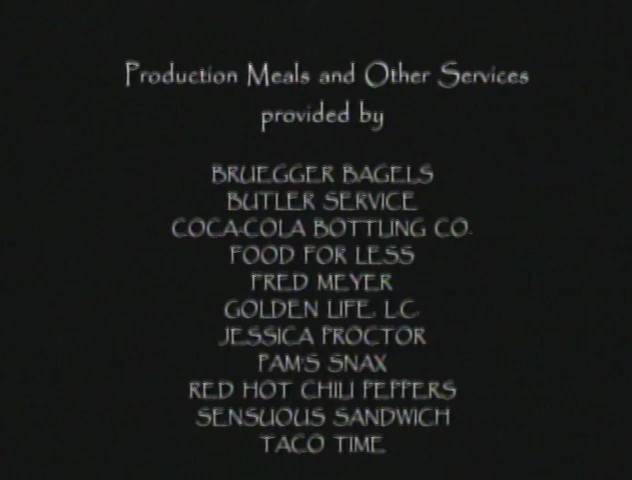 Production Meals and Other Services
provided by
BRUEGGER BAGELS
BUTLER SERVICE
COCA-COLA BOTTLING CO.
FOOD FOR LESS
FRED MEYER
GOLDEN LIFE, L.C.
JESSICA PROCTOR
PAM'S SNAX
RED HOT CHILI PEPPERS
SENSUOUS SANDWICH
TACO TIME